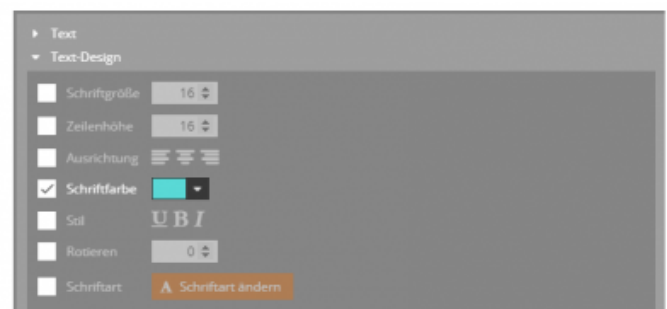 Text
Text-Design
Schriftgröße 16
Zeilenhöhe 16
Ausrichtung
Schriftfarbe
Stil U B I
Rotieren 0
Schriftart A Schriftart ändern